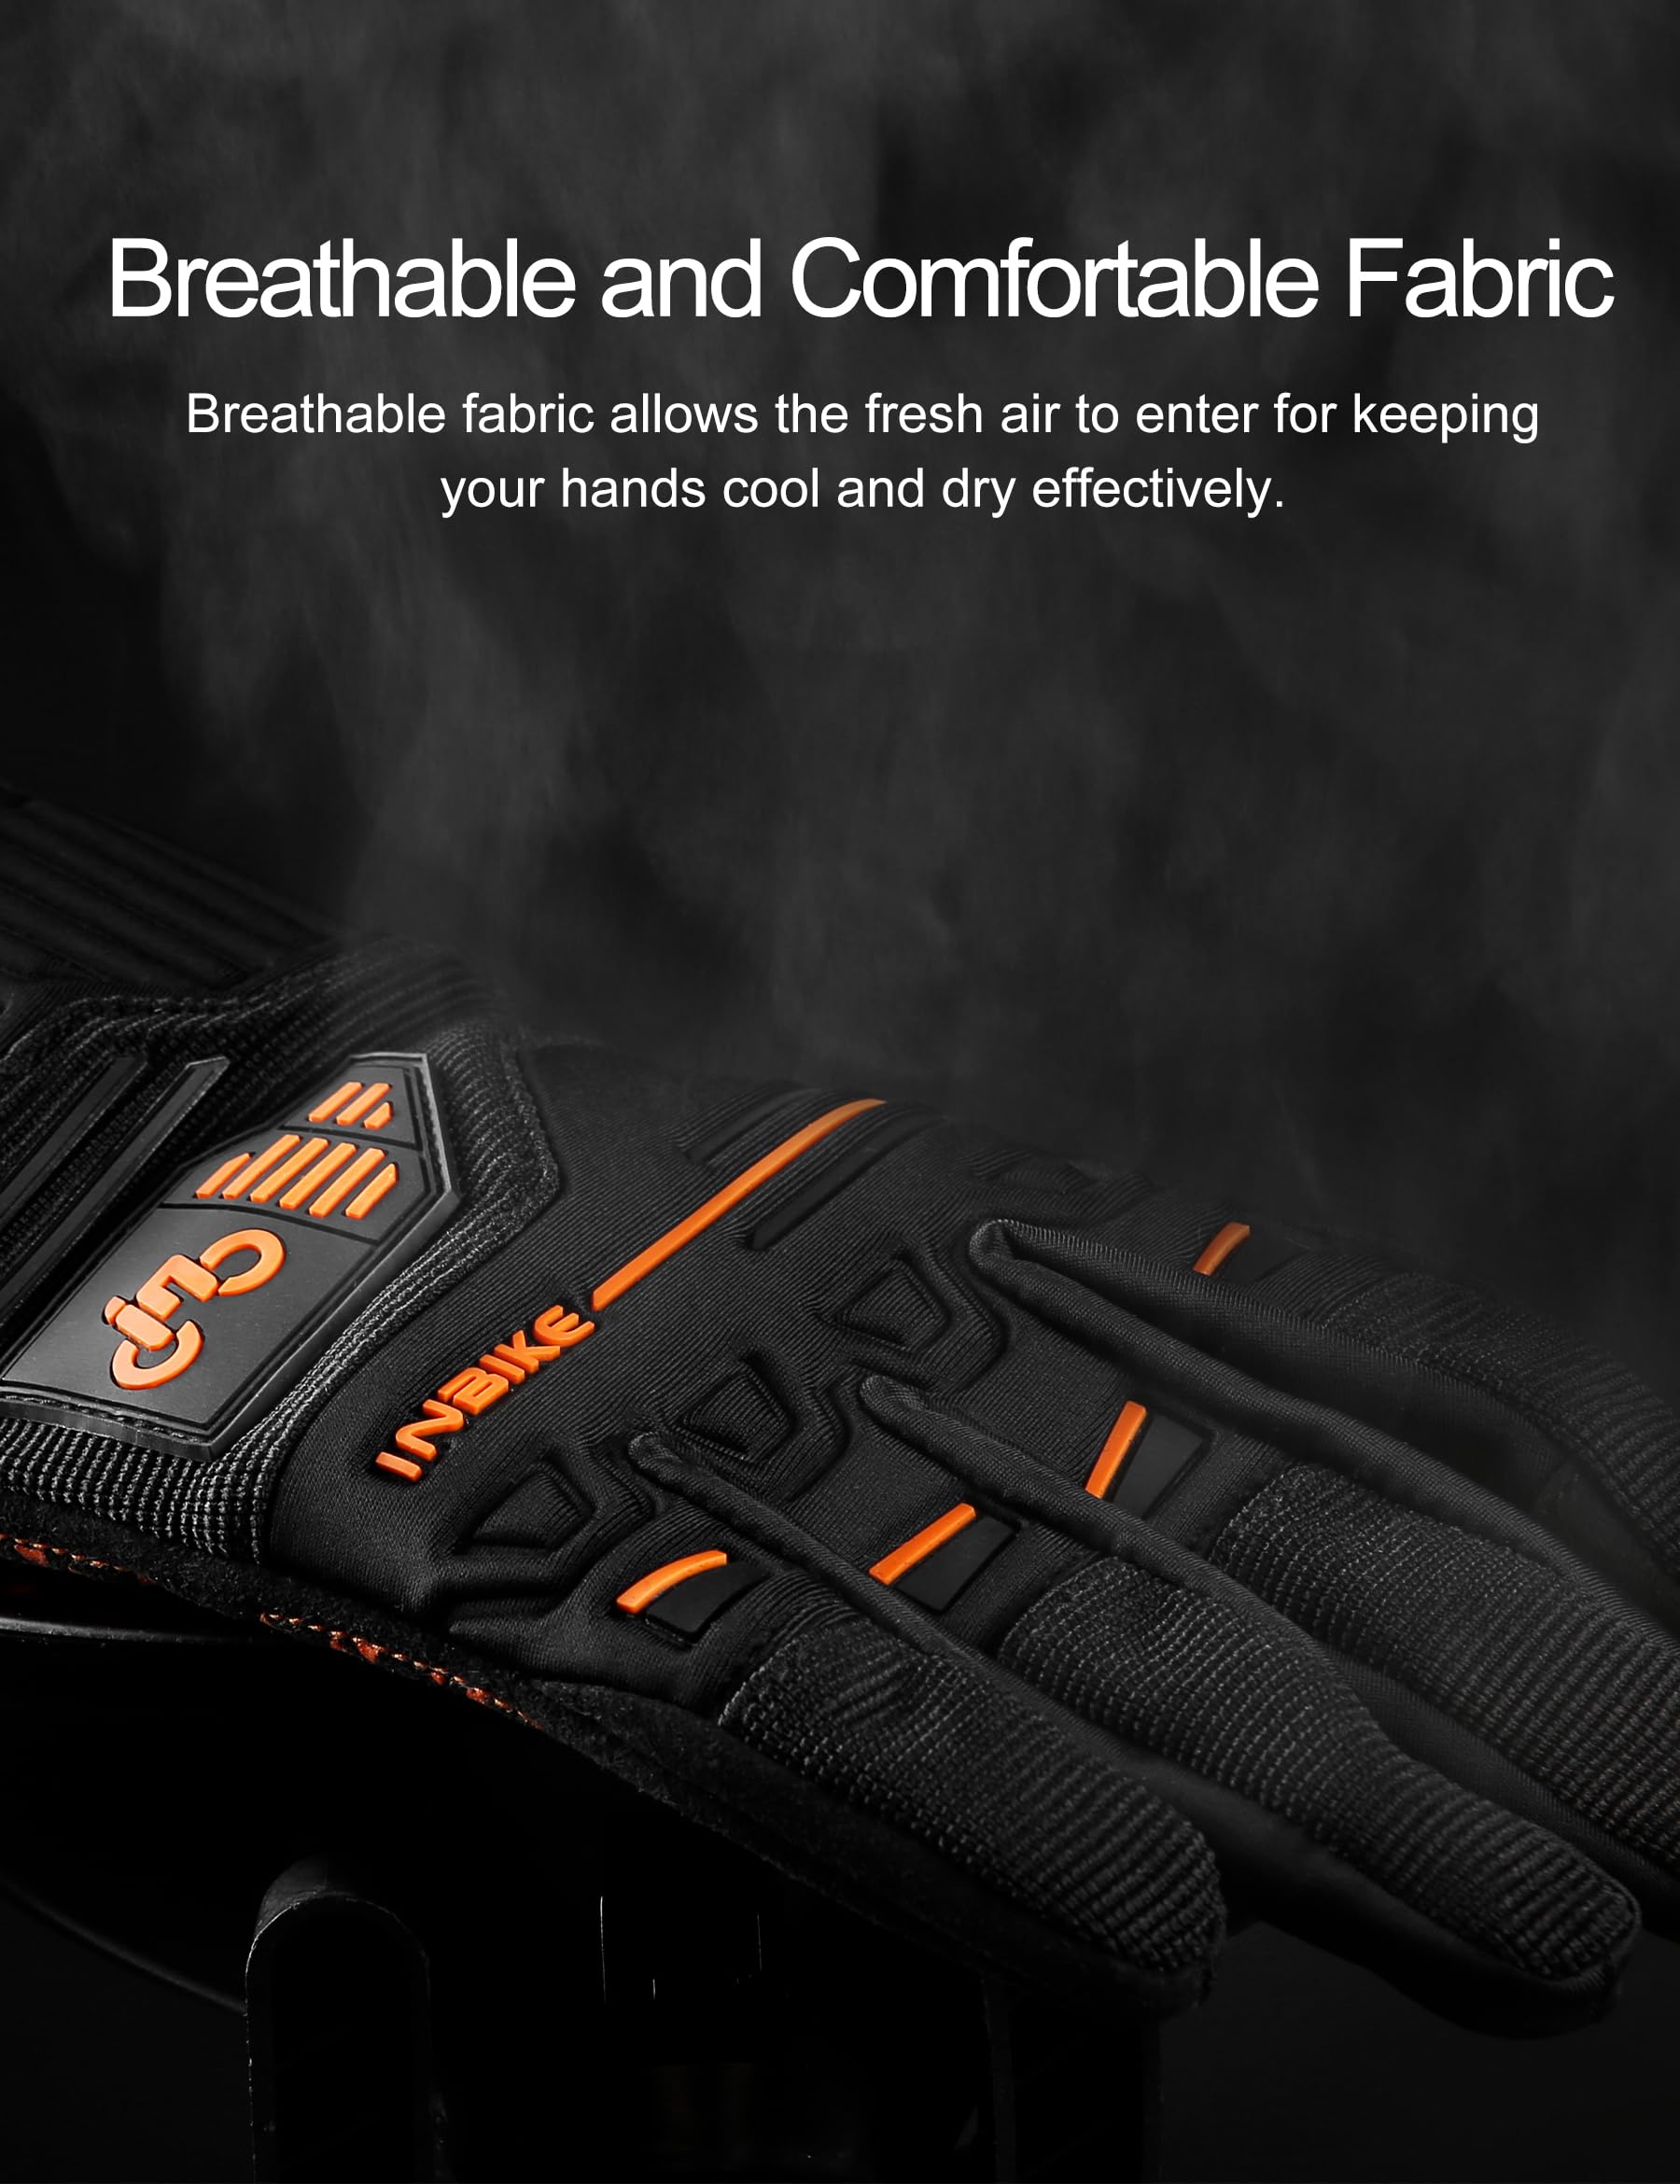 Breathable and Comfortable Fabric
Breathable fabric allows the fresh air to enter for keeping
your hands cool and dry effectively.
INBIKE